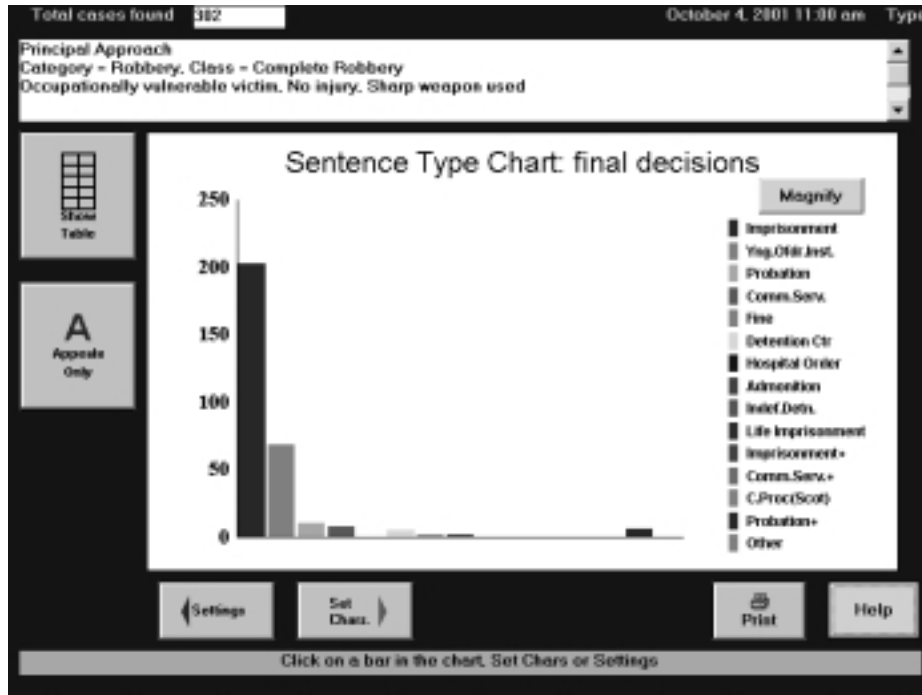 Total cases found 302 October 4, 2001 11:00 am Type
Principal Approach
Category - Robbery. Class - Complete Robbery
Occupationally vulnerable victim. No injury. Sharp weapon used
Show
Table
A
Appeals
Only
Sentence Type Chart: final decisions
Magnify
250
200
150
100
50
0
Imprisonment
Yng.Ofdr.Inst.
Probation
Comm.Serv.
Fine
Detention Ctr
Hospital Order
Admonition
Indef.Detn.
Life Imprisonment
Imprisonment+
Comm.Serv.+
C.Proc(Scot)
Probation+
Other
Settings
Set
Chars.
Print
Help
Click on a bar in the chart, Set Chars or Settings